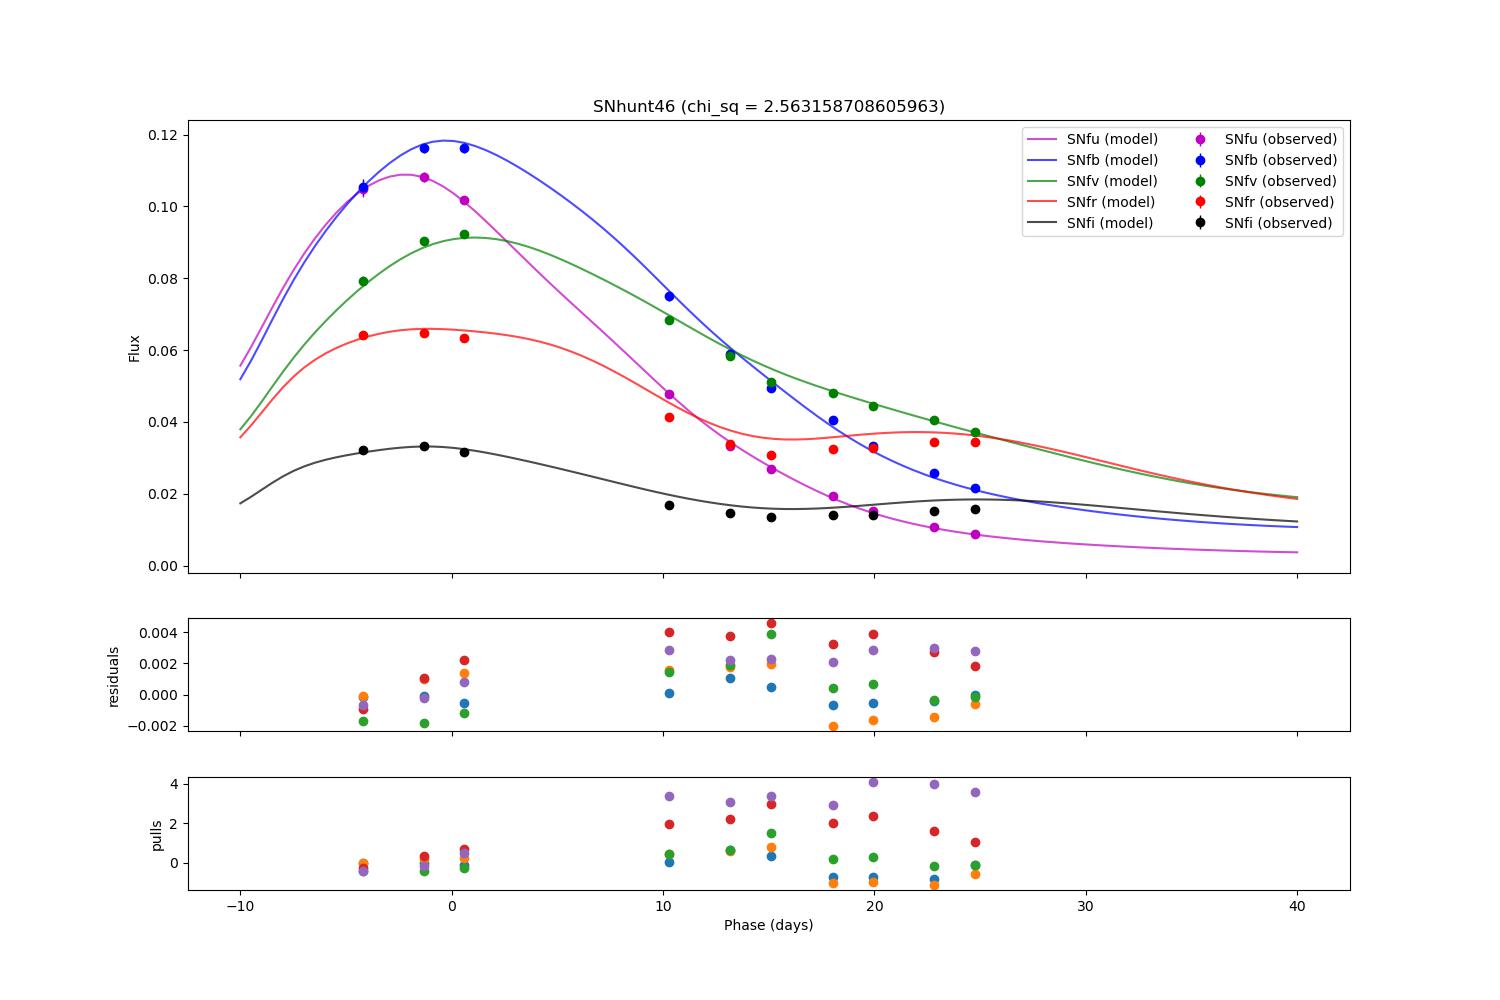 SNhunt46 (chi_sq = 2.563158708605963)
0.12
0.10
0.08
0.06
0.04
0.02
0.00
Flux
SNfu (model)
SNfb (model)
SNfv (model)
SNfr (model)
SNfi (model)
SNfu (observed)
SNfb (observed)
SNfv (observed)
SNfr (observed)
SNfi (observed)
0.004
0.002
0.000
−0.002
residuals
4
2
0
pulls
−10 0 10 20 30 40
Phase (days)